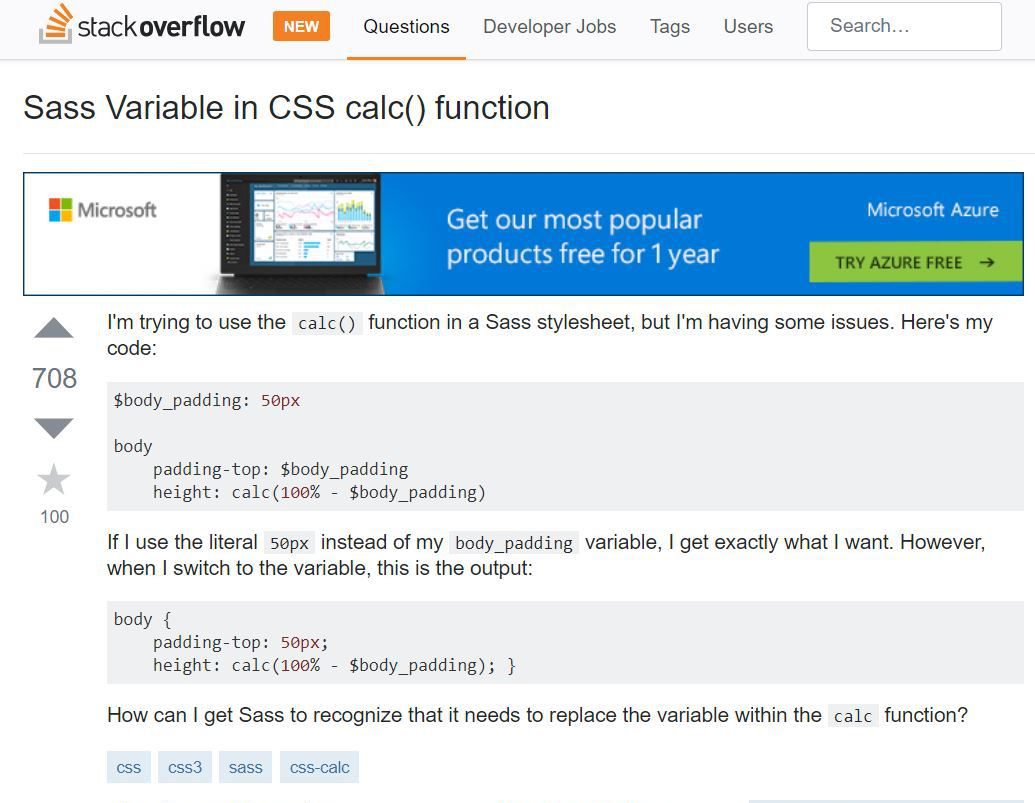 stackoverflow NEW Questions Developer Jobs Tags Users Search...
Sass Variable in CSS calc() function
Microsoft
Get our most popular
products free for 1 year
Microsoft Azure
TRY AZURE FREE →
I'm trying to use the calc() function in a Sass stylesheet, but I'm having some issues. Here's my
code:
708
$body_padding: 50px
body
padding-top: $body_padding
height: calc(100% - $body_padding)
100
If I use the literal 50px instead of my body_padding variable, I get exactly what I want. However,
when I switch to the variable, this is the output:
body {
padding-top: 50px;
height: calc(100% - $body_padding); }
How can I get Sass to recognize that it needs to replace the variable within the calc function?
css css3 sass css-calc